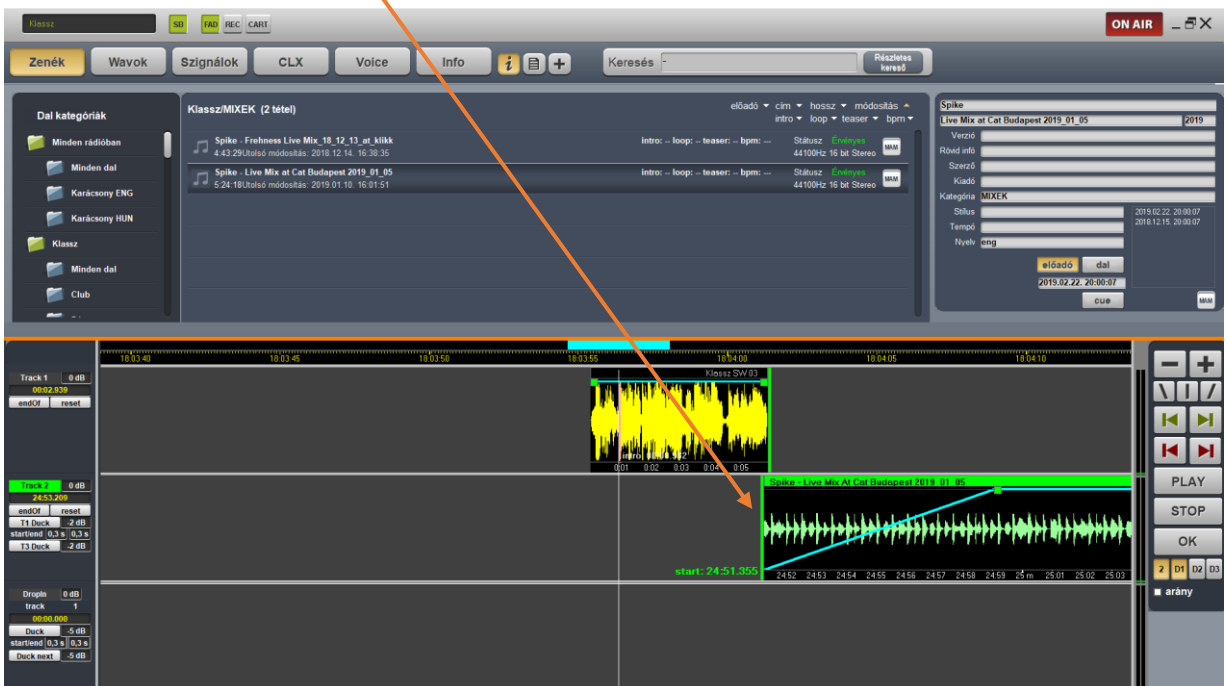 Klassz SB FAD REC CART ON AIR
Zenék Wavok Szignálok CLX Voice Info i Keresés - Részletes kereső
Dal kategóriák
Minden rádióban
Minden dal
Karácsony ENG
Karácsony HUN
Klassz
Minden dal
Club
Klassz/MIXEK (2 tétel) előadó cím hossz módosítás
intro loop teaser bpm
Spike - Frohness Live Mix_18_12_13_at_klikk intro: -- loop: -- teaser: -- bpm: --- Státusz Érvényes
4:43:29Utolsó módosítás: 2018.12.14. 16:38:35 44100Hz 16 bit Stereo MAM
Spike - Live Mix at Cat Budapest 2019_01_05 intro: -- loop: -- teaser: -- bpm: --- Státusz Érvényes
5:24:18Utolsó módosítás: 2019.01.10. 16:01:51 44100Hz 16 bit Stereo MAM
Spike
Live Mix at Cat Budapest 2019_01_05 2019
Verzió
Rövid infó
Szerző
Kiadó
Kategória MIXEK
Stílus 2019.02.22. 20:00:07
Tempó 2018.12.15. 20:00:07
Nyelv eng
előadó dal
2019.02.22. 20:00:07
cue MAM
18:03:40 18:03:45 18:03:50 18:03:55 18:04:00 18:04:05 18:04:10
Track 1 0 dB
00:02.939
endOf reset
Klassz SW 03
0:01 0:02 0:03 0:04 0:05
Track 2 0 dB
24:53.209
endOf reset
T1 Duck -2 dB
start/end 0,3 s 0,3 s
T3 Duck -2 dB
Spike - Live Mix At Cat Budapest 2019_01_05
start: 24:51.355
24:52 24:53 24:54 24:55 24:56 24:57 24:58 24:59 25 m 25:01 25:02 25:03
Dropin 0 dB
track 1
00:00.000
Duck -5 dB
start/end 0,3 s 0,3 s
Duck next -5 dB
PLAY
STOP
OK
2 D1 D2 D3
arány